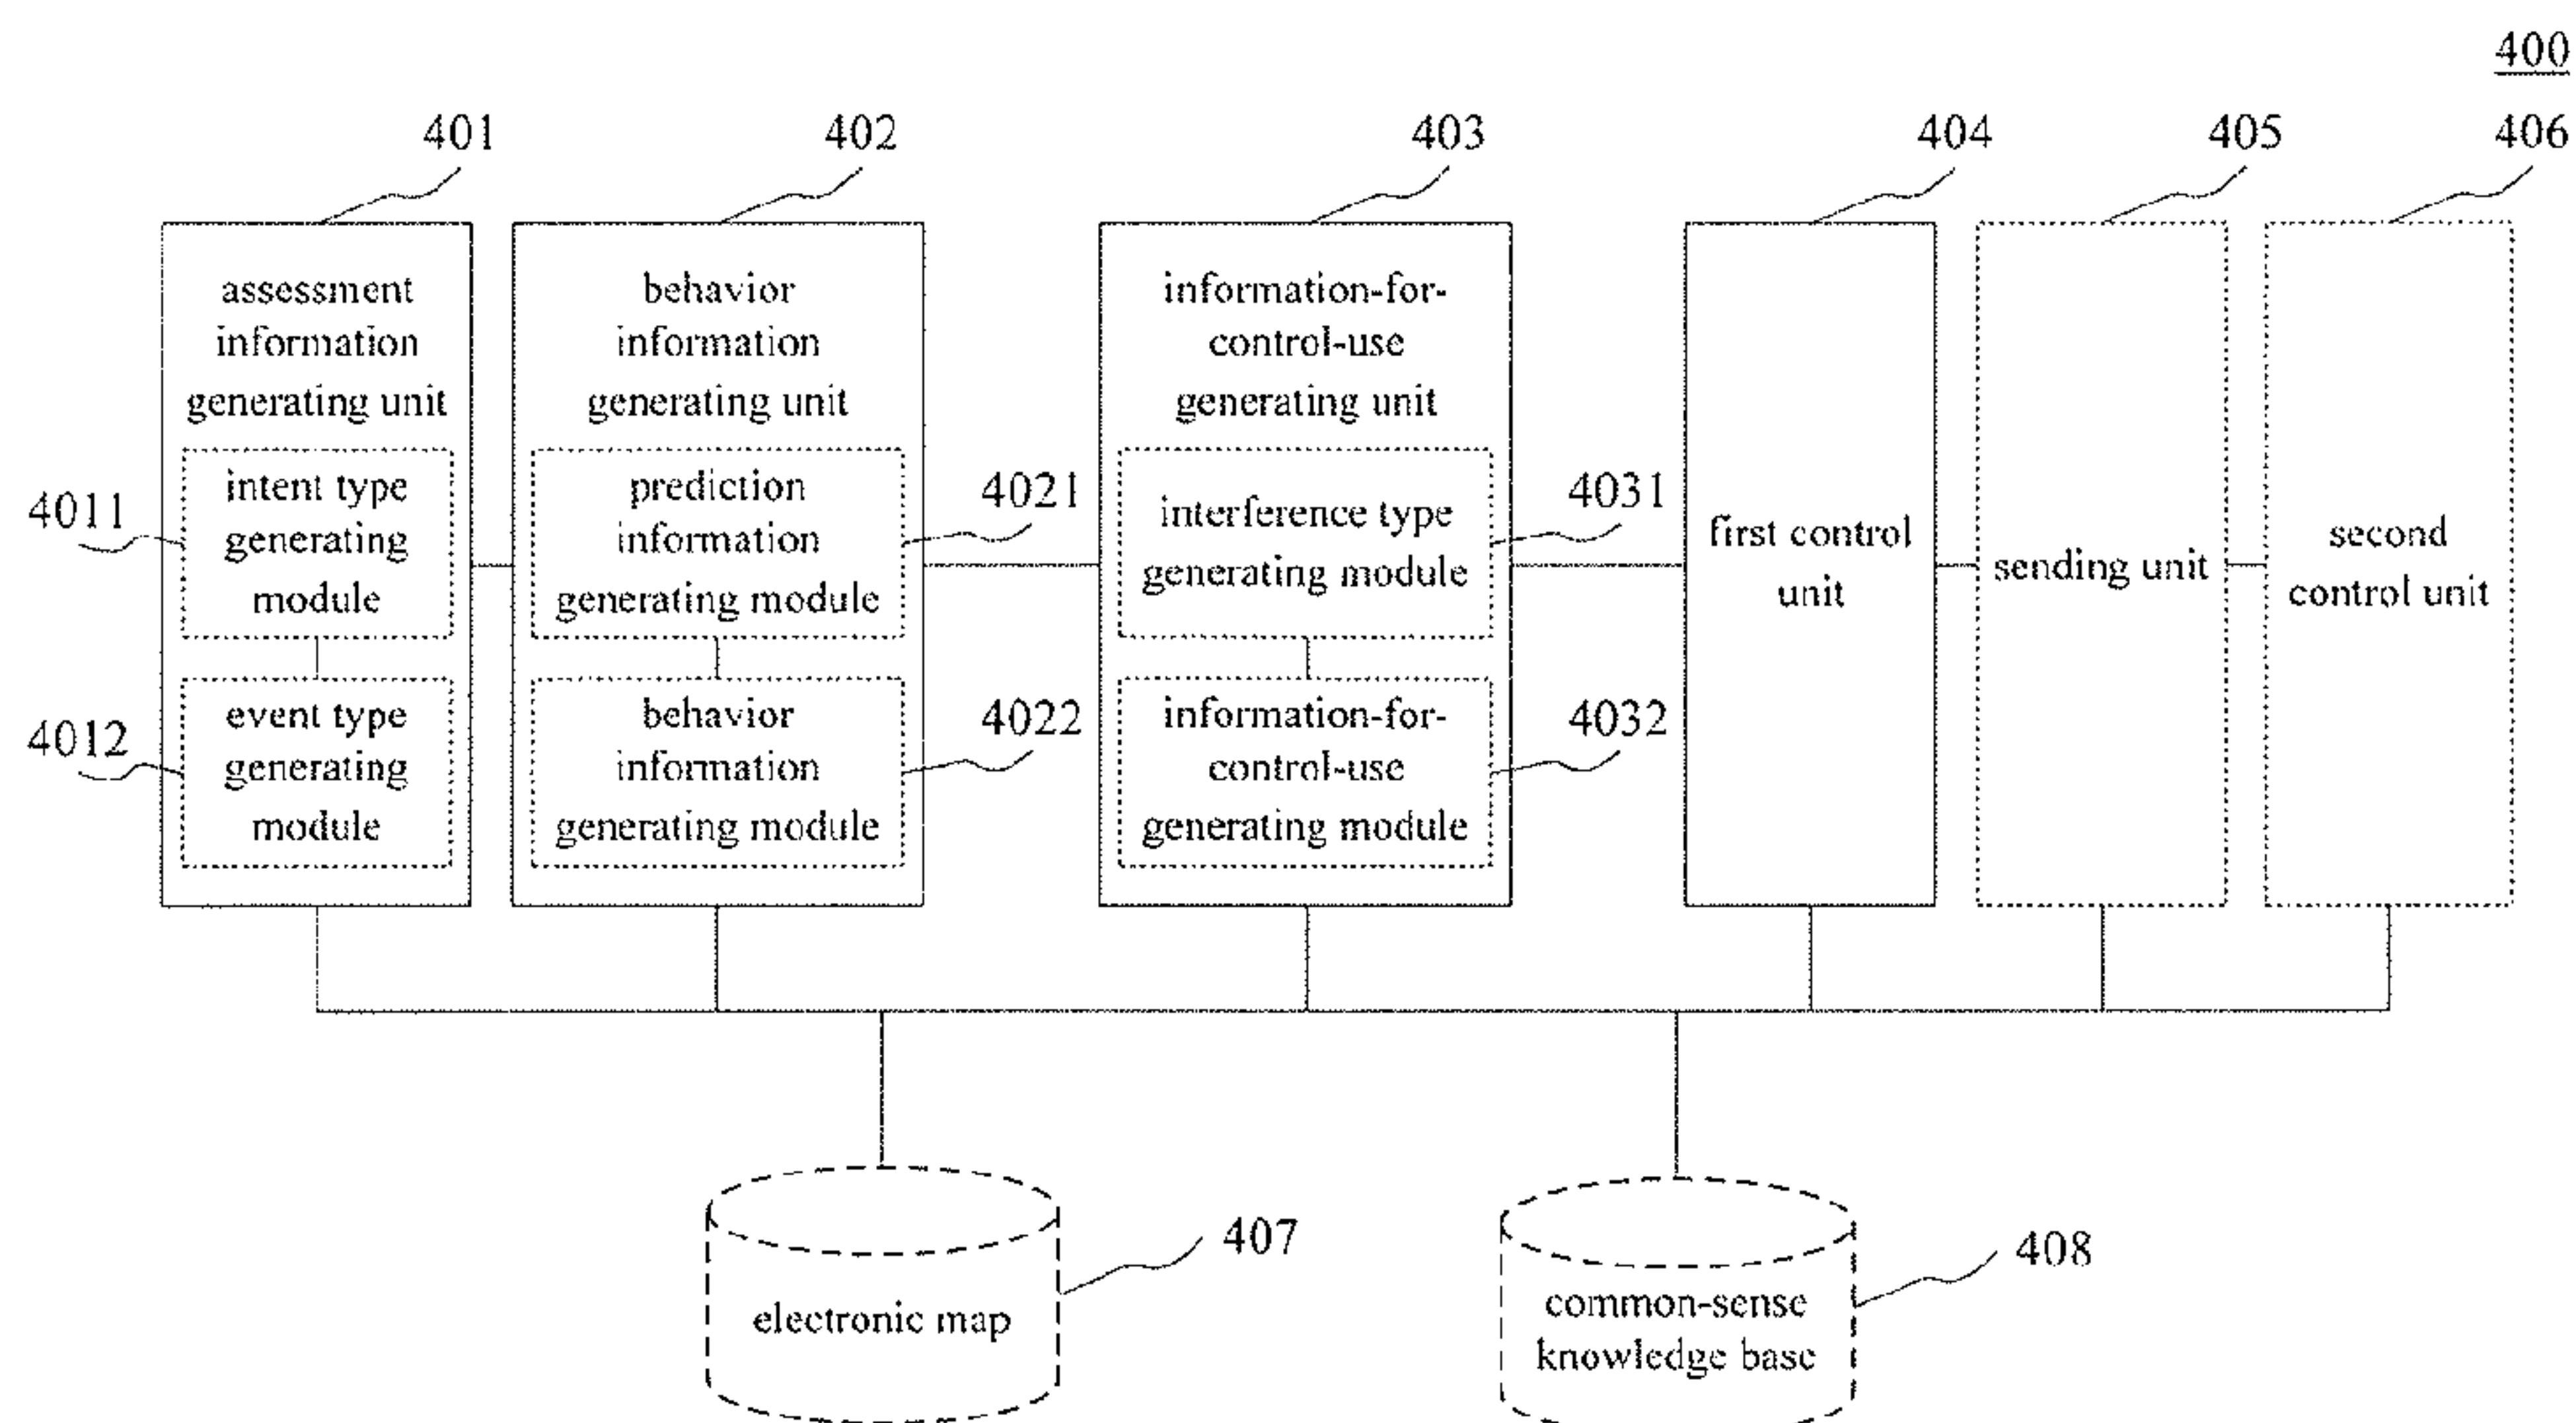 400
401
402
403
404
405
406
assessment
information
generating unit
intent type
generating
module
event type
generating
module
4011
4012
behavior
information
generating unit
prediction
information
generating module
behavior
information
generating module
4021
4022
information-for-
control-use
generating unit
interference type
generating module
information-for-
control-use
generating module
4031
4032
first control
unit
sending unit
second
control unit
electronic map
407
common-sense
knowledge base
408